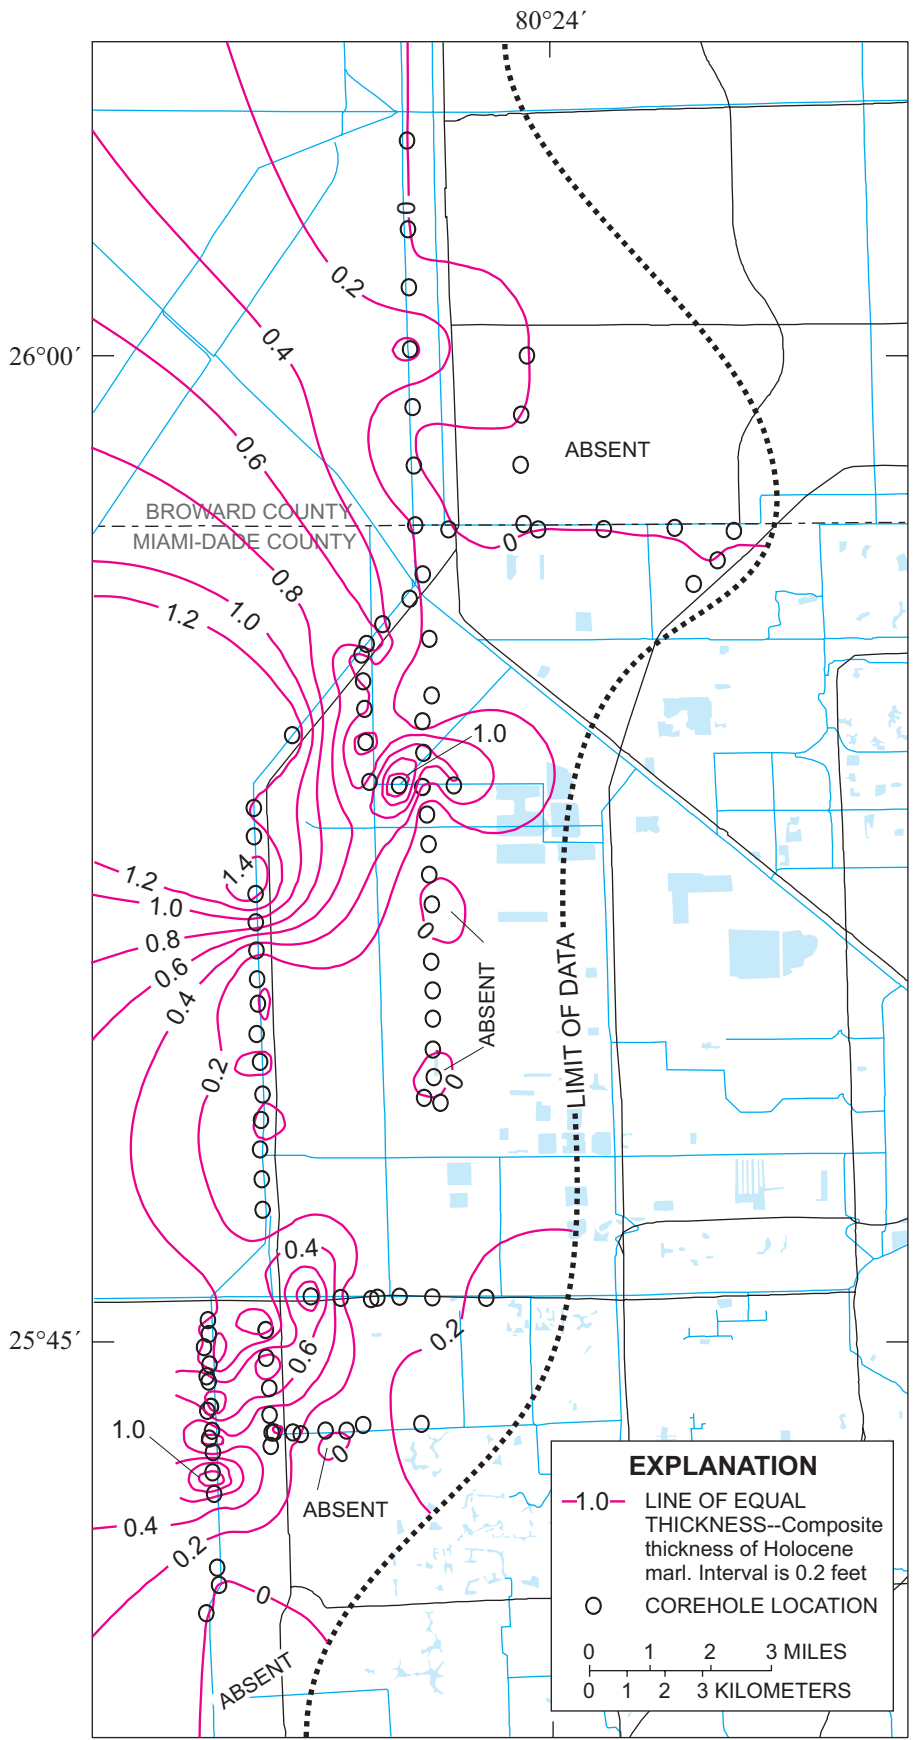 80°24´
0
0.2
26°00´
0.4
0.6
ABSENT
BROWARD COUNTY
MIAMI-DADE COUNTY
0
0.8
1.0
1.2
1.0
1.4
1.2
1.0
0.8
0
0.6
0.4
ABSENT
LIMIT OF DATA
0.2
0
0.4
0.2
25°45´
0.6
1.0
0
ABSENT
0.4
0.2
0
ABSENT
EXPLANATION
1.0
LINE OF EQUAL
THICKNESS--Composite
thickness of Holocene
marl. Interval is 0.2 feet
COREHOLE LOCATION
0 1 2 3 MILES
0 1 2 3 KILOMETERS